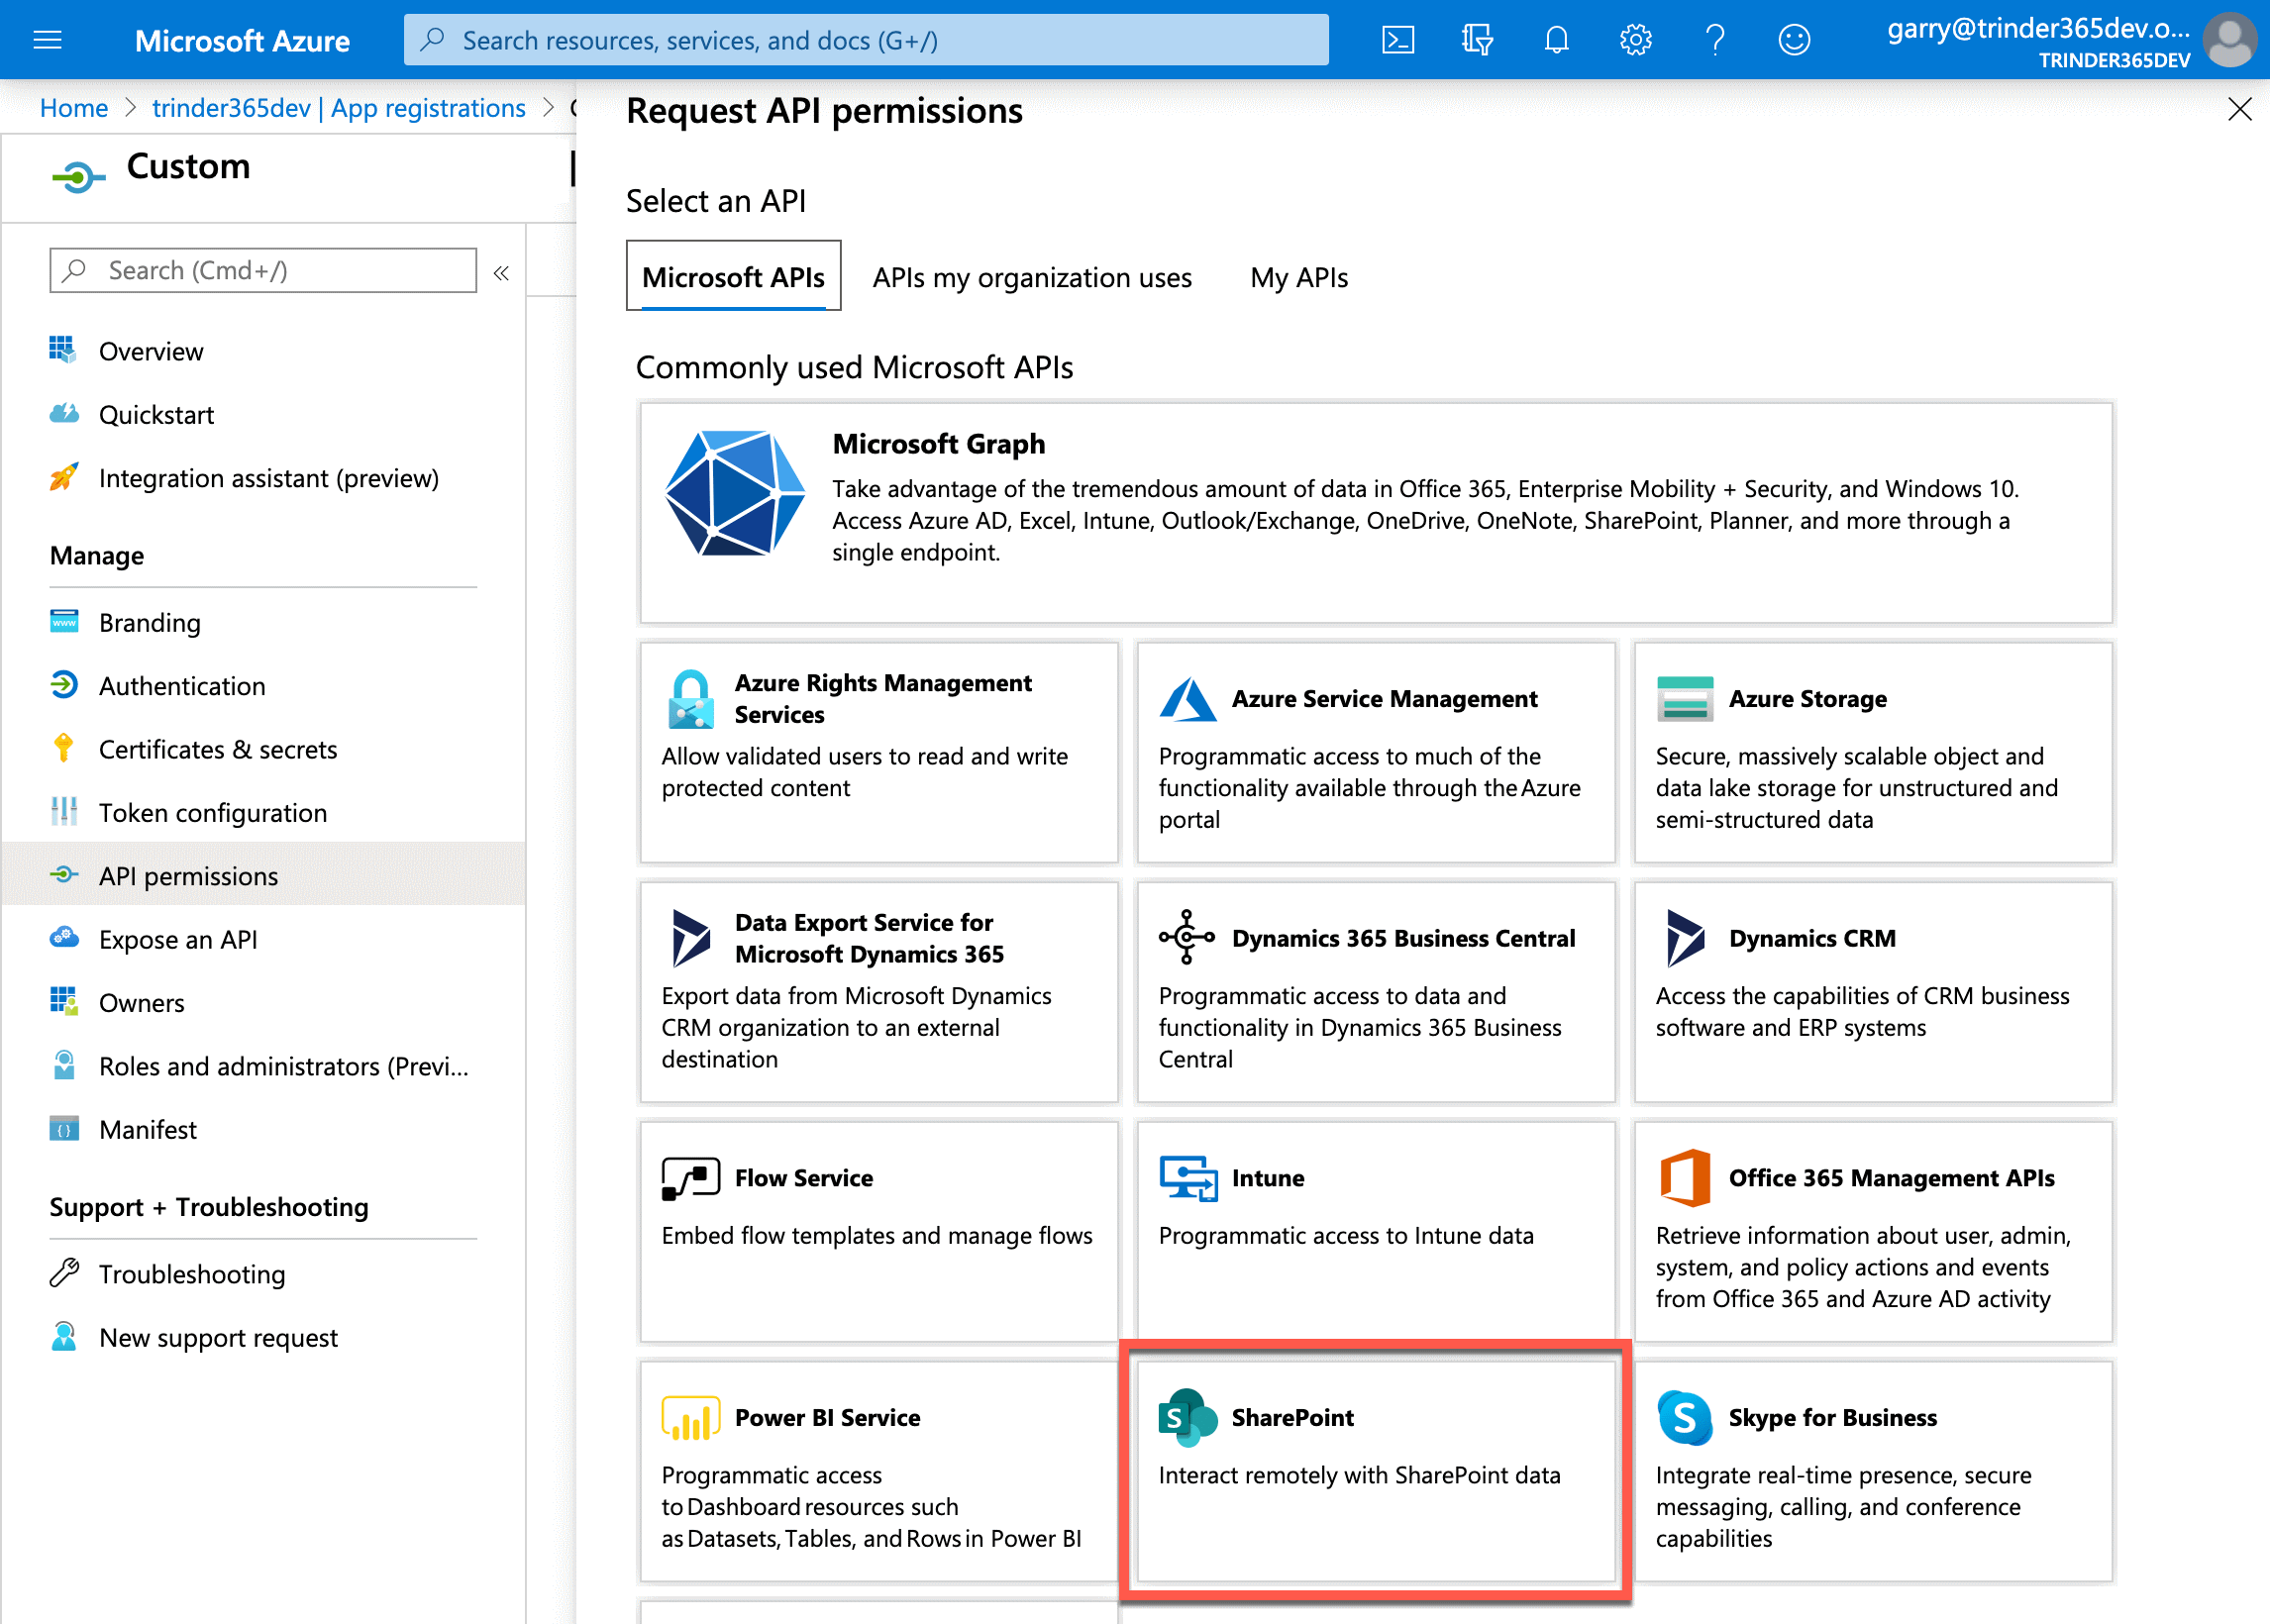 Microsoft Azure
Search resources, services, and docs (G+/)
garry@trinder365dev.o...
TRINDER365DEV
Home > trinder365dev | App registrations >
Request API permissions
Custom
Search (Cmd+/)
«
Overview
Quickstart
Integration assistant (preview)
Manage
Branding
Authentication
Certificates & secrets
Token configuration
API permissions
Expose an API
Owners
Roles and administrators (Previ...
Manifest
Support + Troubleshooting
Troubleshooting
New support request
Select an API
Microsoft APIs
APIs my organization uses
My APIs
Commonly used Microsoft APIs
Microsoft Graph
Take advantage of the tremendous amount of data in Office 365, Enterprise Mobility + Security, and Windows 10.
Access Azure AD, Excel, Intune, Outlook/Exchange, OneDrive, OneNote, SharePoint, Planner, and more through a
single endpoint.
Azure Rights Management
Services
Allow validated users to read and write
protected content
Azure Service Management
Programmatic access to much of the
functionality available through the Azure
portal
Azure Storage
Secure, massively scalable object and
data lake storage for unstructured and
semi-structured data
Data Export Service for
Microsoft Dynamics 365
Export data from Microsoft Dynamics
CRM organization to an external
destination
Dynamics 365 Business Central
Programmatic access to data and
functionality in Dynamics 365 Business
Central
Dynamics CRM
Access the capabilities of CRM business
software and ERP systems
Flow Service
Embed flow templates and manage flows
Intune
Programmatic access to Intune data
Office 365 Management APIs
Retrieve information about user, admin,
system, and policy actions and events
from Office 365 and Azure AD activity
Power BI Service
Programmatic access
to Dashboard resources such
as Datasets, Tables, and Rows in Power BI
SharePoint
Interact remotely with SharePoint data
Skype for Business
Integrate real-time presence, secure
messaging, calling, and conference
capabilities